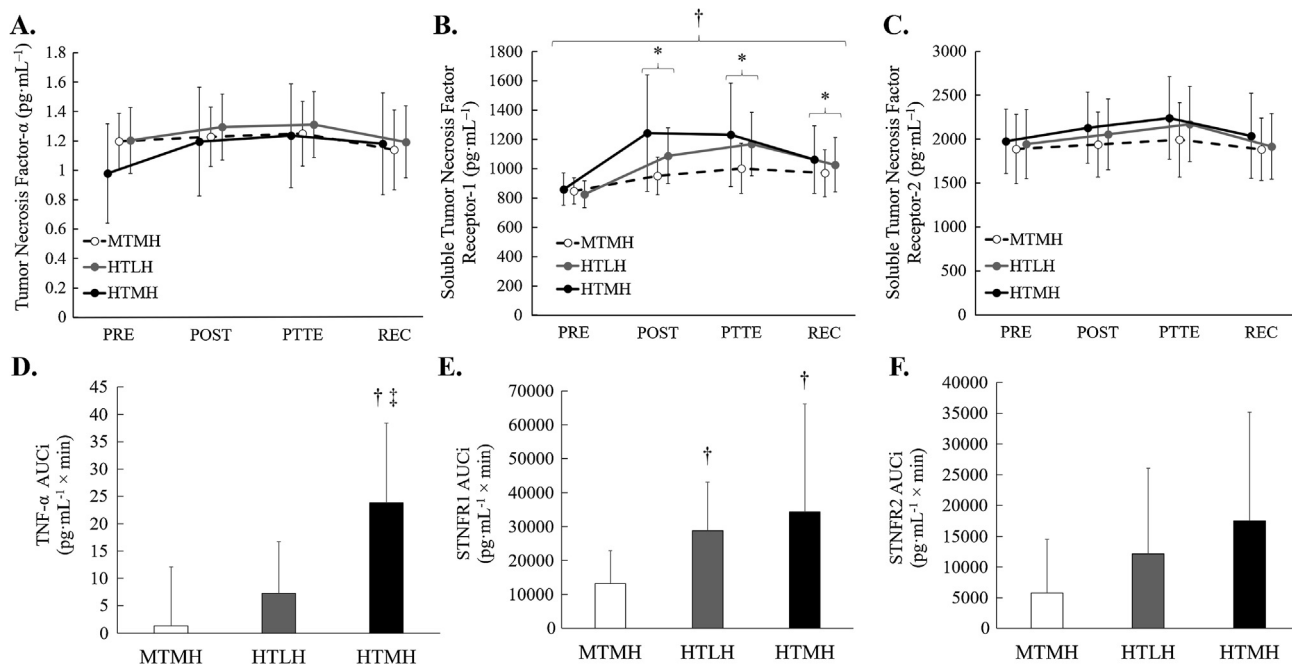 A.
Tumor Necrosis Factor-α (pg·mL⁻¹)
1.8
1.6
1.4
1.2
1
0.8
0.6
0.4
0.2
0
MTMH
HTLH
HTMH
PRE POST PTTE REC
B.
†
*
*
*
Soluble Tumor Necrosis Factor
Receptor-1 (pg·mL⁻¹)
1800
1600
1400
1200
1000
800
600
400
200
0
MTMH
HTLH
HTMH
PRE POST PTTE REC
C.
Soluble Tumor Necrosis Factor
Receptor-2 (pg·mL⁻¹)
3000
2500
2000
1500
1000
500
0
MTMH
HTLH
HTMH
PRE POST PTTE REC
D.
TNF-α AUCi
(pg·mL⁻¹ × min)
45
40
35
30
25
20
15
10
5
0
† ‡
MTMH HTLH HTMH
E.
STNFR1 AUCi
(pg·mL⁻¹ × min)
70000
60000
50000
40000
30000
20000
10000
0
†
†
MTMH HTLH HTMH
F.
STNFR2 AUCi
(pg·mL⁻¹ × min)
40000
35000
30000
25000
20000
15000
10000
5000
0
MTMH HTLH HTMH